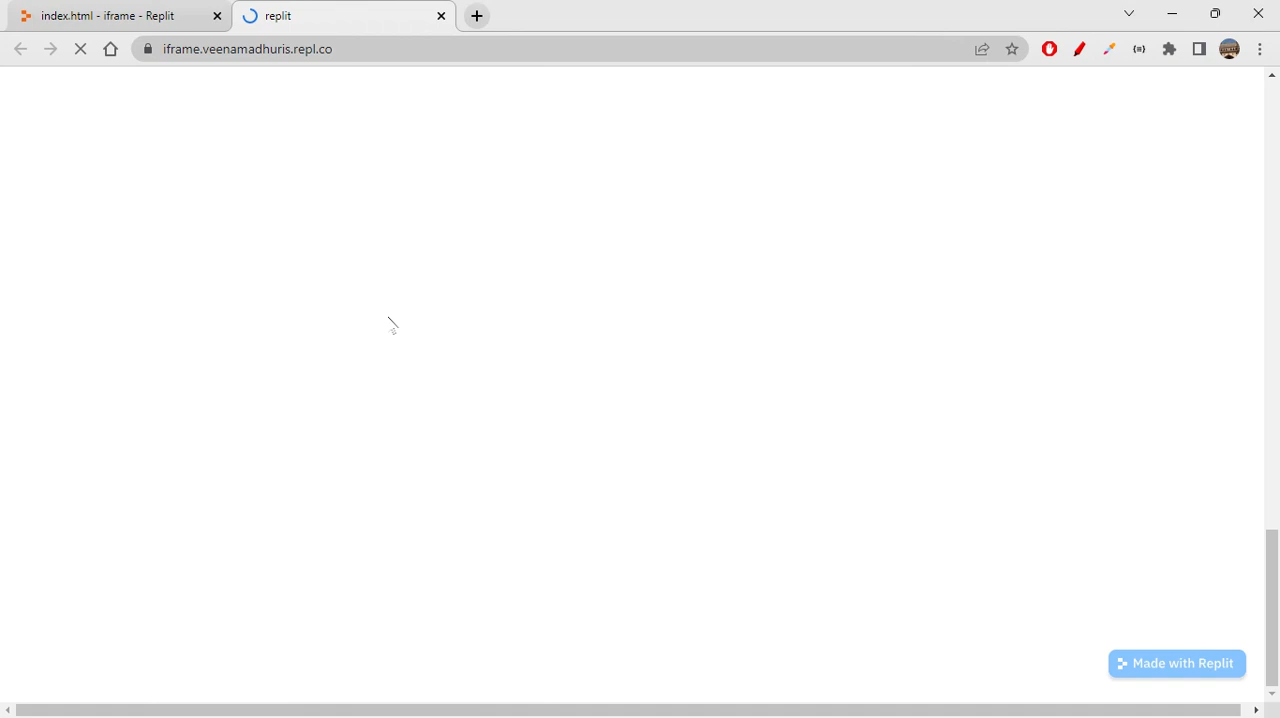 index.html - iframe - Replit
replit
iframe.veenamadhuris.repl.co
Made with Replit